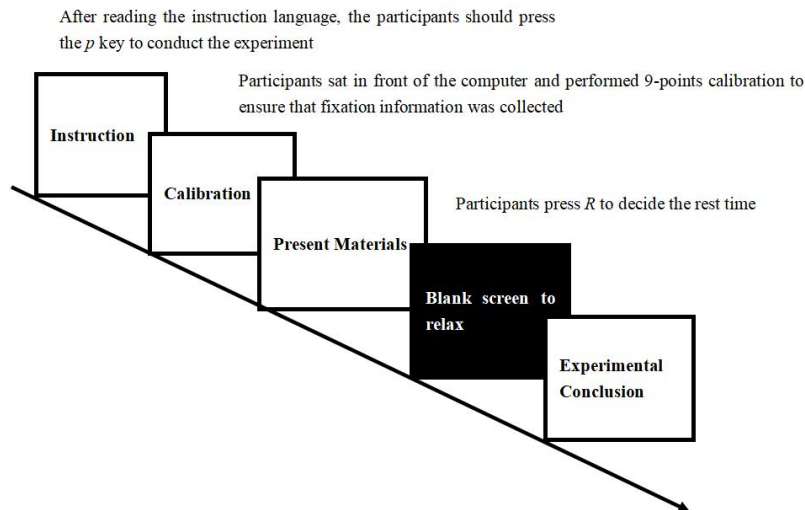 After reading the instruction language, the participants should press
the p key to conduct the experiment
Participants sat in front of the computer and performed 9-points calibration to
ensure that fixation information was collected
Instruction
Calibration
Participants press R to decide the rest time
Present Materials
Blank screen to
relax
Experimental
Conclusion